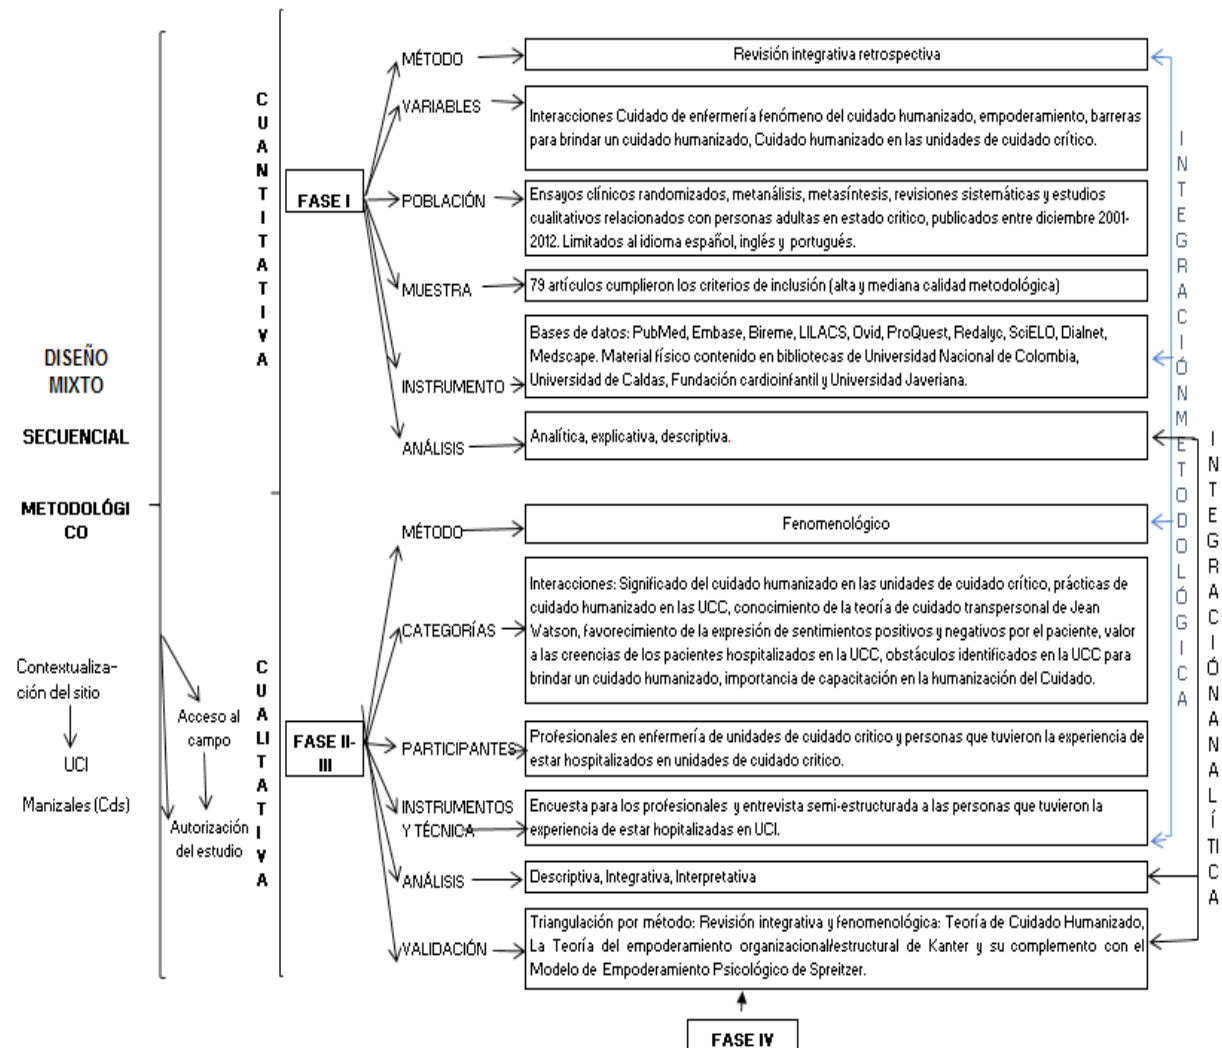 DISEÑO
MIXTO
SECUENCIAL
METODOLÓGI
CO
Contextualiza-
ción del sitio
UCI
Manizales (Cds)
Acceso al
campo
Autorización
del estudio
CUANTITATIVA
FASE I
MÉTODO
Revisión integrativa retrospectiva
VARIABLES
Interacciones Cuidado de enfermería fenómeno del cuidado humanizado, empoderamiento, barreras
para brindar un cuidado humanizado, Cuidado humanizado en las unidades de cuidado crítico.
POBLACIÓN
Ensayos clínicos randomizados, metanálisis, metasíntesis, revisiones sistemáticas y estudios
cualitativos relacionados con personas adultas en estado critico, publicados entre diciembre 2001-
2012. Limitados al idioma español, inglés y portugués.
MUESTRA
79 artículos cumplieron los criterios de inclusión (alta y mediana calidad metodológica)
INSTRUMENTO
Bases de datos: PubMed, Embase, Bireme, LILACS, Ovid, ProQuest, Redalyc, SciELO, Dialnet,
Medscape. Material físico contenido en bibliotecas de Universidad Nacional de Colombia,
Universidad de Caldas, Fundación cardioinfantil y Universidad Javeriana.
ANÁLISIS
Analítica, explicativa, descriptiva.
CUALITATIVA
FASE II-
III
MÉTODO
Fenomenológico
CATEGORÍAS
Interacciones: Significado del cuidado humanizado en las unidades de cuidado crítico, prácticas de
cuidado humanizado en las UCC, conocimiento de la teoría de cuidado transpersonal de Jean
Watson, favorecimiento de la expresión de sentimientos positivos y negativos por el paciente, valor
a las creencias de los pacientes hospitalizados en la UCC, obstáculos identificados en la UCC para
brindar un cuidado humanizado, importancia de capacitación en la humanización del Cuidado.
PARTICIPANTES
Profesionales en enfermería de unidades de cuidado critico y personas que tuvieron la experiencia de
estar hospitalizados en unidades de cuidado critico.
INSTRUMENTOS
Y TÉCNICA
Encuesta para los profesionales y entrevista semi-estructurada a las personas que tuvieron la
experiencia de estar hopitalizadas en UCI.
ANÁLISIS
Descriptiva, Integrativa, Interpretativa
VALIDACIÓN
Triangulación por método: Revisión integrativa y fenomenológica: Teoría de Cuidado Humanizado,
La Teoría del empoderamiento organizacional/estructural de Kanter y su complemento con el
Modelo de Empoderamiento Psicológico de Spreitzer.
FASE IV
INTEGRACIÓN METODOLÓGICA
INTEGRACIÓN ANALÍTICA